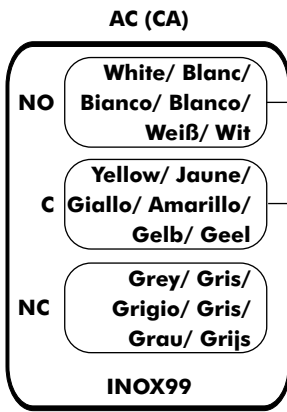 AC (CA)
White/ Blanc/
NO Bianco/ Blanco/
Weiß/ Wit
Yellow/ Jaune/
C Giallo/ Amarillo/
Gelb/ Geel
Grey/ Gris/
NC Grigio/ Gris/
Grau/ Grijs
INOX99